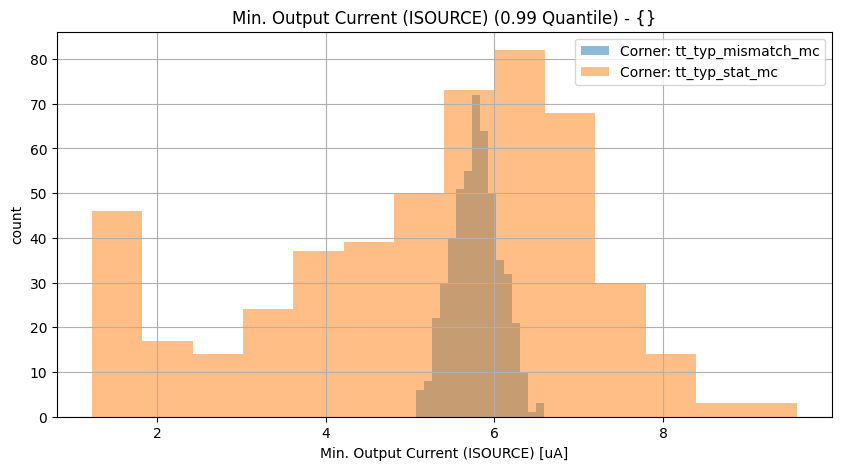 Min. Output Current (ISOURCE) (0.99 Quantile) - {}
Corner: tt_typ_mismatch_mc
Corner: tt_typ_stat_mc
80
70
60
50
40
30
20
10
0
count
2 4 6 8
Min. Output Current (ISOURCE) [uA]